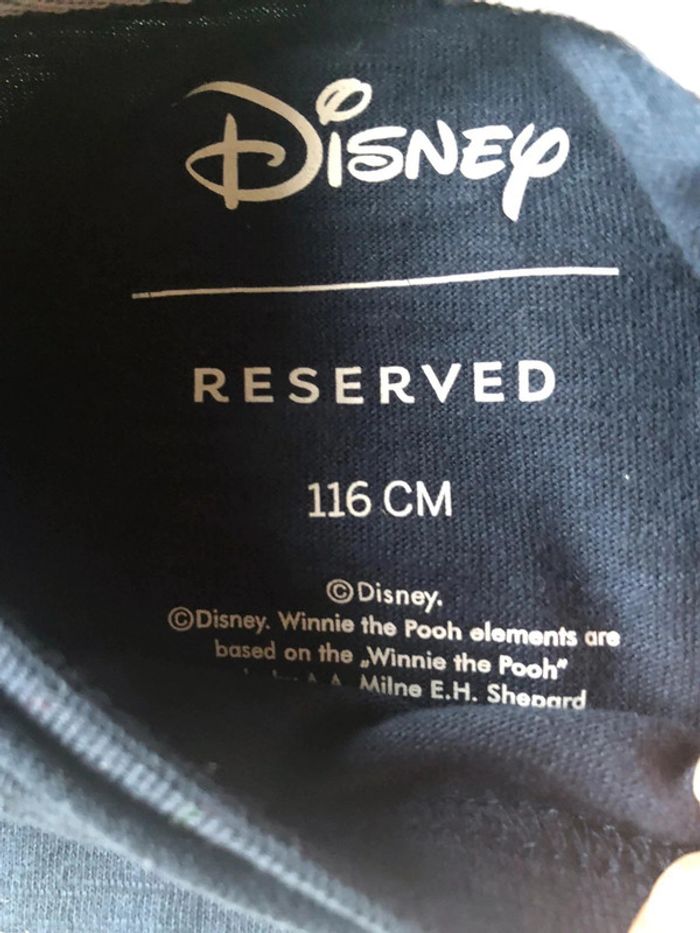 Disney
RESERVED
116 CM
©Disney.
©Disney. Winnie the Pooh elements are
based on the „Winnie the Pooh"
A.A. Milne E.H. Shepard